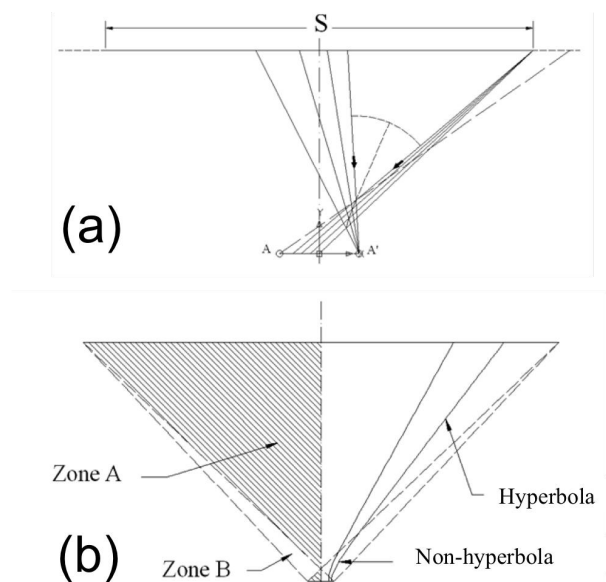 S
(a)
Y
A
A'
x
Zone A
Hyperbola
Zone B
Non-hyperbola
(b)